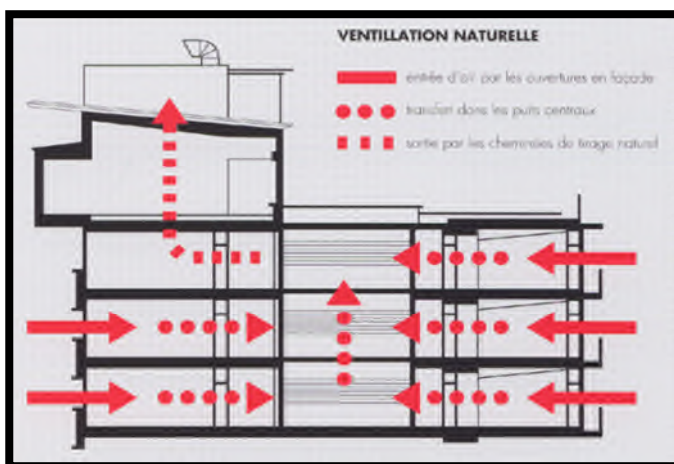 VENTILLATION NATURELLE
entrée d'air par les ouvertures en façade
transfert dans les puits centraux
sortie par les cheminées de tirage naturel